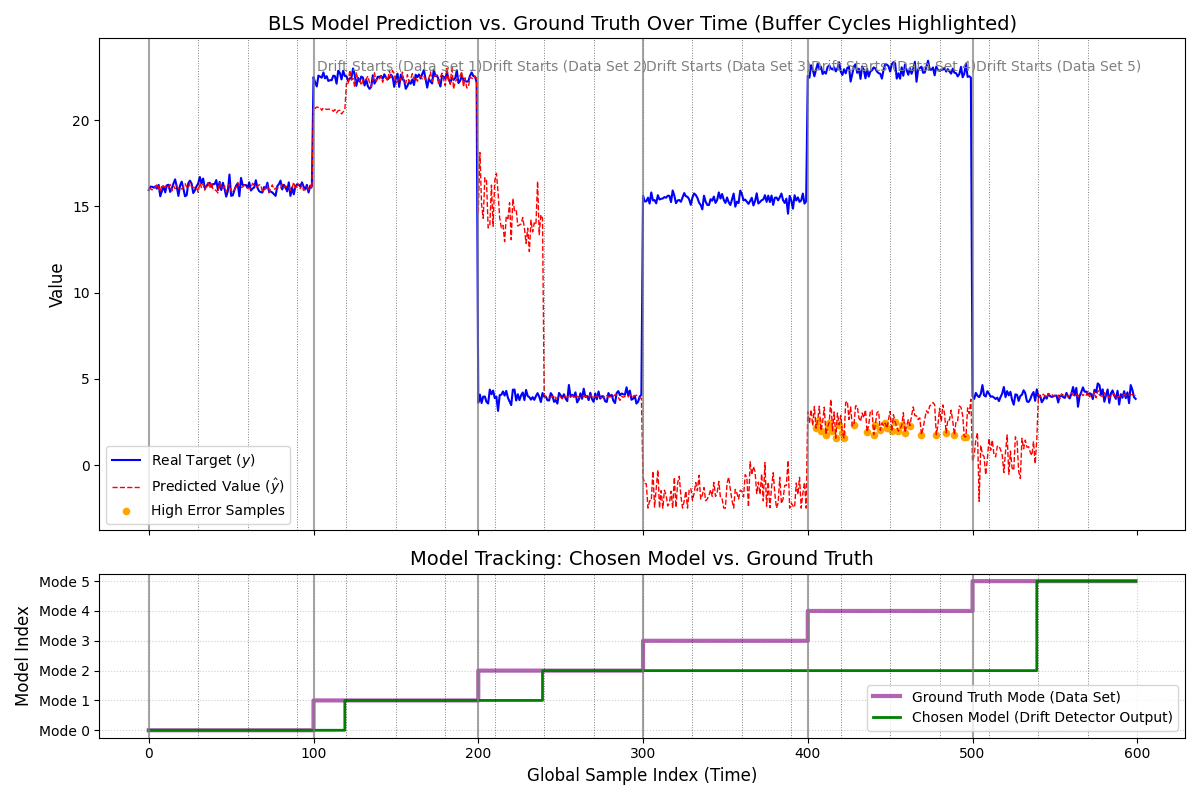 BLS Model Prediction vs. Ground Truth Over Time (Buffer Cycles Highlighted)
Drift Starts (Data Set 1)
Drift Starts (Data Set 2)
Drift Starts (Data Set 3)
Drift Starts (Data Set 4)
Drift Starts (Data Set 5)
Value
20
15
10
5
0
Real Target (y)
Predicted Value (ŷ)
High Error Samples
Model Tracking: Chosen Model vs. Ground Truth
Model Index
Mode 5
Mode 4
Mode 3
Mode 2
Mode 1
Mode 0
Ground Truth Mode (Data Set)
Chosen Model (Drift Detector Output)
0 100 200 300 400 500 600
Global Sample Index (Time)